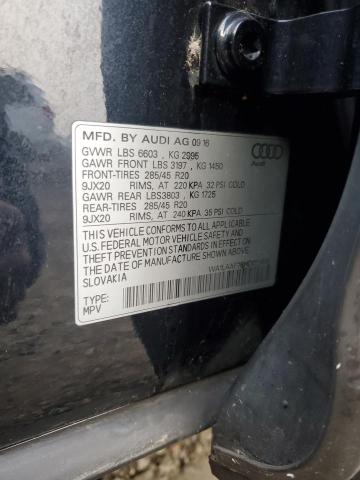 MFD. BY AUDI AG 09 16
GVWR LBS 6603 , KG 2995
GAWR FRONT LBS 3197 , KG 1450
FRONT-TIRES 285/45 R20
9JX20 RIMS, AT 220 KPA 32 PSI COLD
GAWR REAR LBS3803 , KG 1725
REAR-TIRES 285/45 R20
9JX20 RIMS, AT 240 KPA 35 PSI COLD
THIS VEHICLE CONFORMS TO ALL APPLICABLE
U.S. FEDERAL MOTOR VEHICLE SAFETY AND
THEFT PREVENTION STANDARDS IN EFFECT ON
THE DATE OF MANUFACTURE SHOWN ABOVE.
SLOVAKIA
TYPE:
MPV